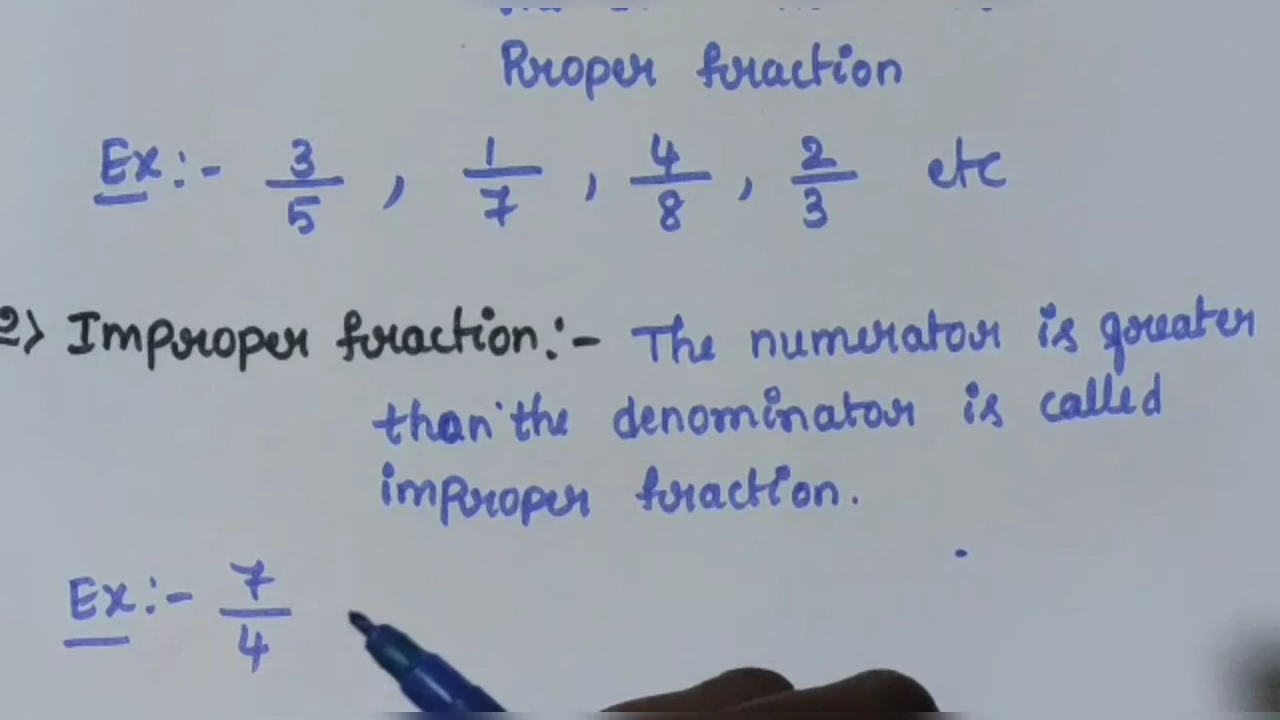 Proper fraction
Ex:- 3/5 , 1/7 , 4/8 , 2/3 etc
2) Improper fraction:- The numerator is greater
than the denominator is called
improper fraction.
Ex:- 7/4